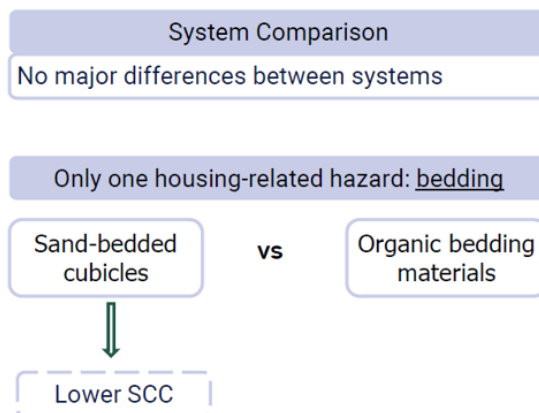 System Comparison
No major differences between systems
Only one housing-related hazard: bedding
Sand-bedded
cubicles
vs
Organic bedding
materials
Lower SCC